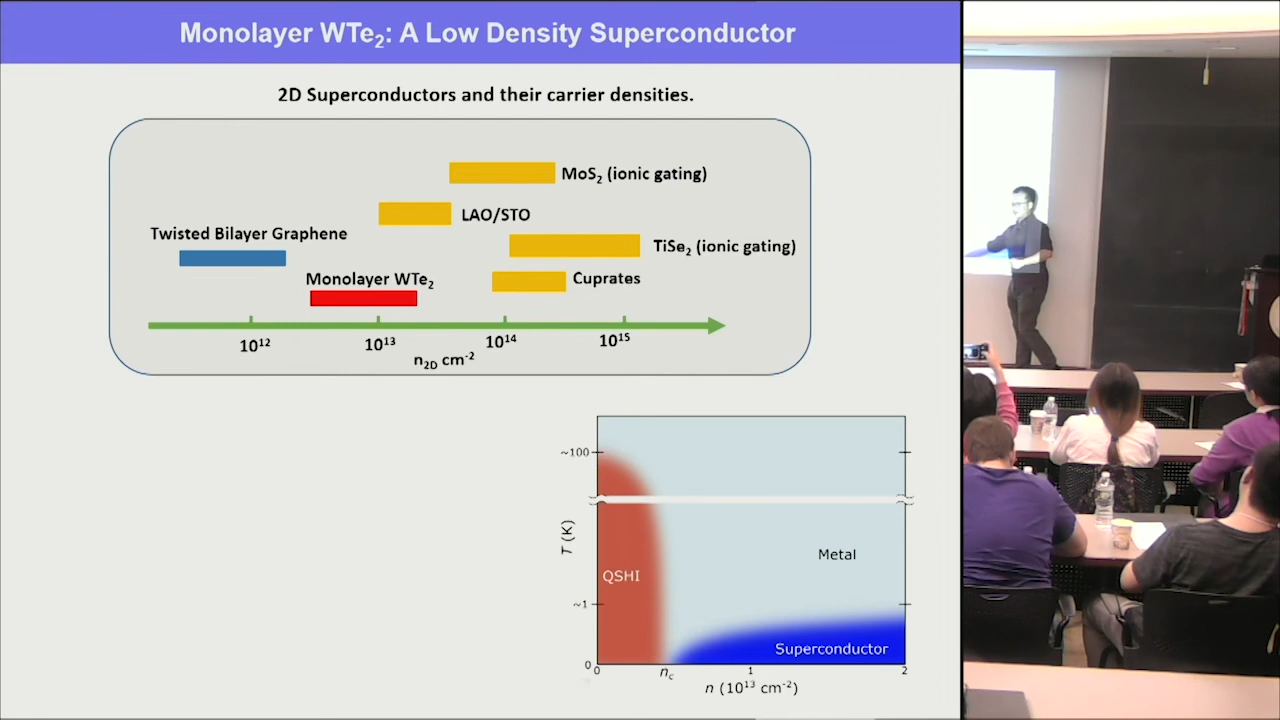 Monolayer WTe₂: A Low Density Superconductor
2D Superconductors and their carrier densities.
MoS₂ (ionic gating)
LAO/STO
Twisted Bilayer Graphene
TiSe₂ (ionic gating)
Monolayer WTe₂
Cuprates
10¹² 10¹³ 10¹⁴ 10¹⁵
n₂D cm⁻²
~100
T (K)
Metal
QSHI
~1
Superconductor
0
0 n_c 1 2
n (10¹³ cm⁻²)